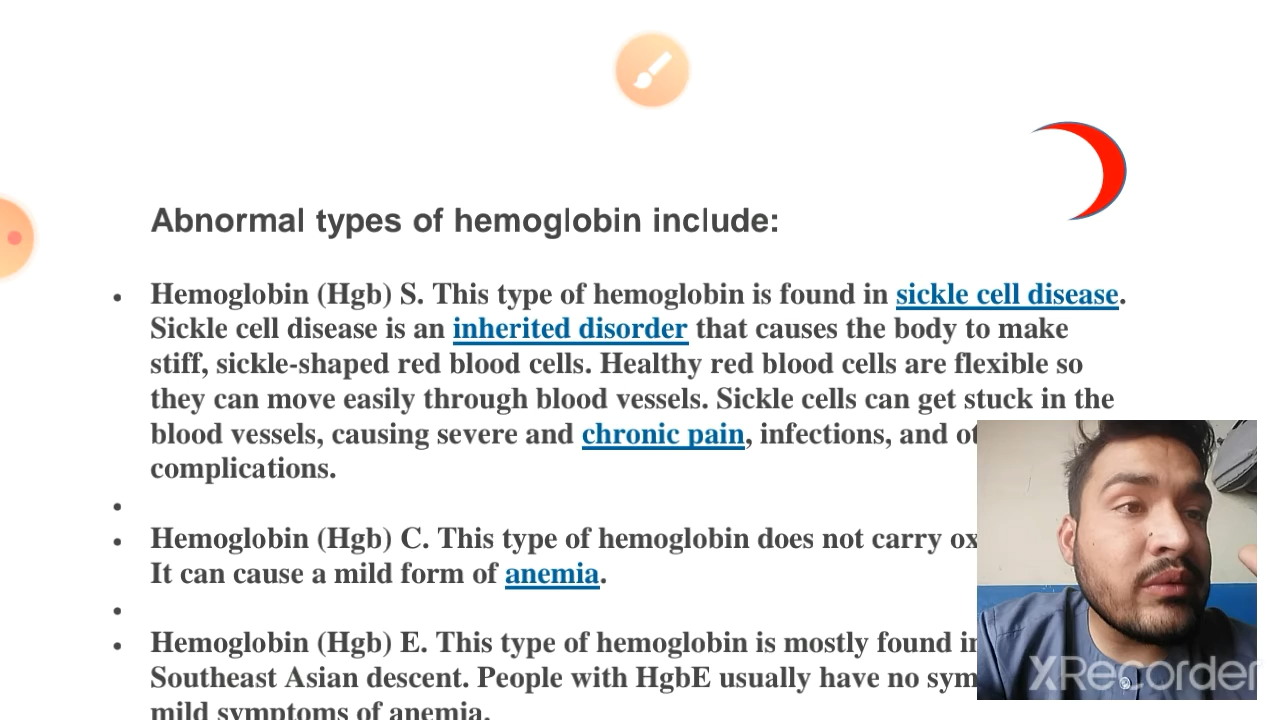 Abnormal types of hemoglobin include:
• Hemoglobin (Hgb) S. This type of hemoglobin is found in sickle cell disease.
Sickle cell disease is an inherited disorder that causes the body to make
stiff, sickle-shaped red blood cells. Healthy red blood cells are flexible so
they can move easily through blood vessels. Sickle cells can get stuck in the
blood vessels, causing severe and chronic pain, infections, and
complications.
•
• Hemoglobin (Hgb) C. This type of hemoglobin does not carry
It can cause a mild form of anemia.
•
• Hemoglobin (Hgb) E. This type of hemoglobin is mostly found in
Southeast Asian descent. People with HgbE usually have no
mild symptoms of anemia.
XRecorder